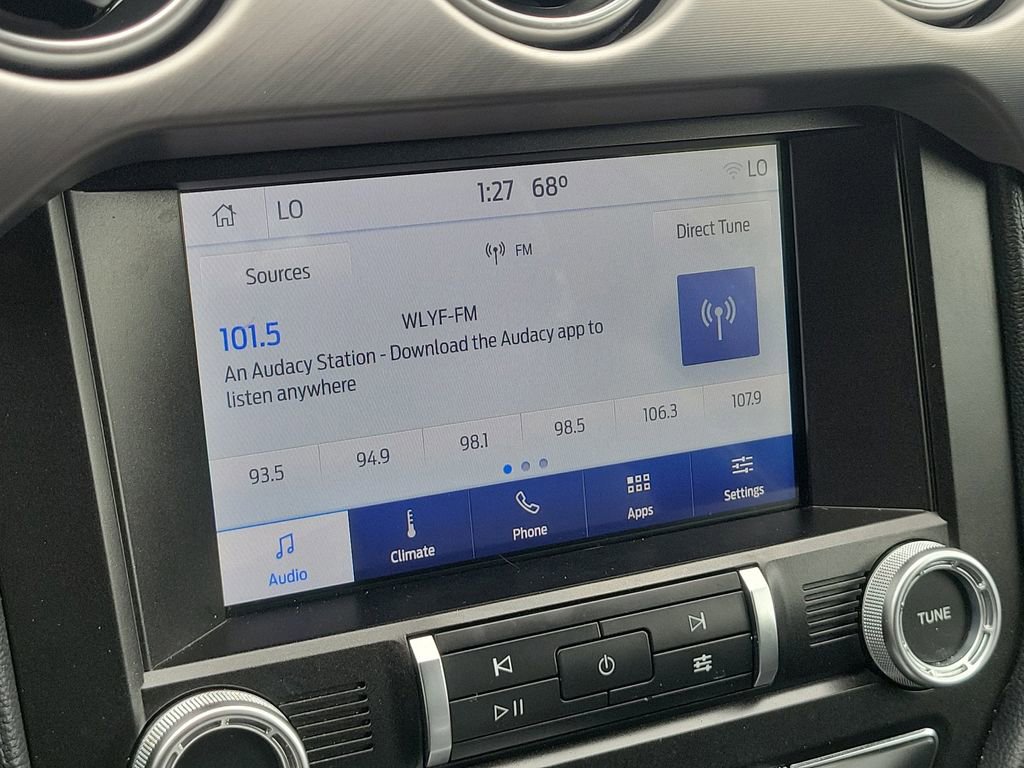 LO
1:27 68º
LO
Sources
FM
Direct Tune
101.5
WLYF-FM
An Audacy Station - Download the Audacy app to
listen anywhere
93.5
94.9
98.1
98.5
106.3
107.9
Audio
Climate
Phone
Apps
Settings
TUNE